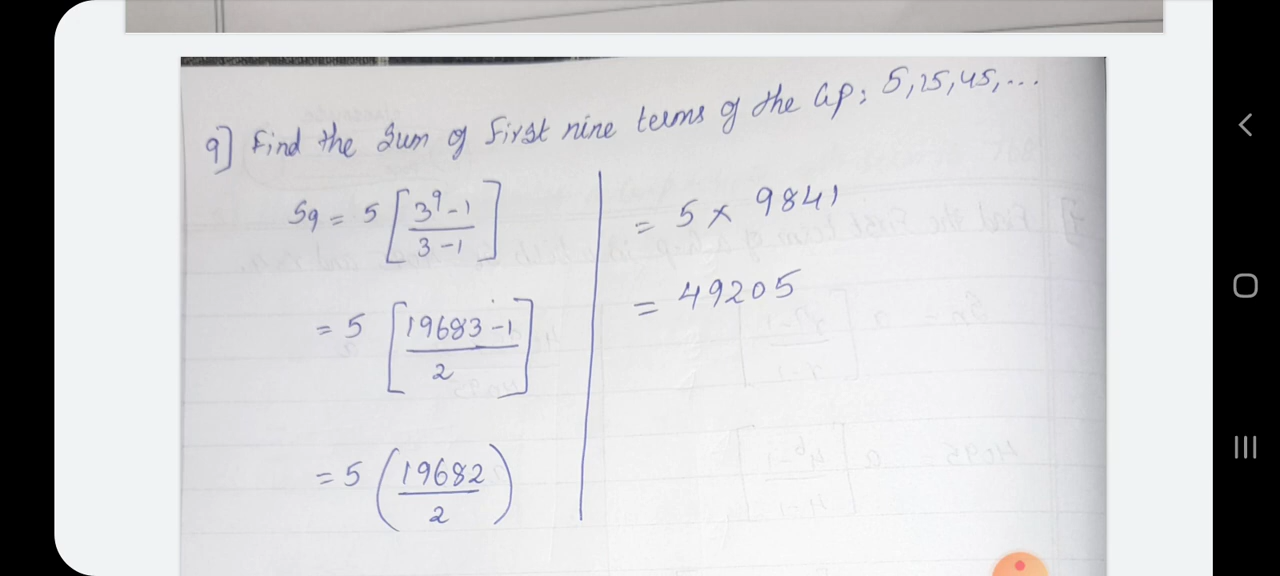 9] Find the Sum of First nine terms of the G.P: 5,15,45,...
S9 = 5 [3^9-1 / 3-1]
= 5 [19683-1 / 2]
= 5 (19682 / 2)
= 5 × 9841
= 49205